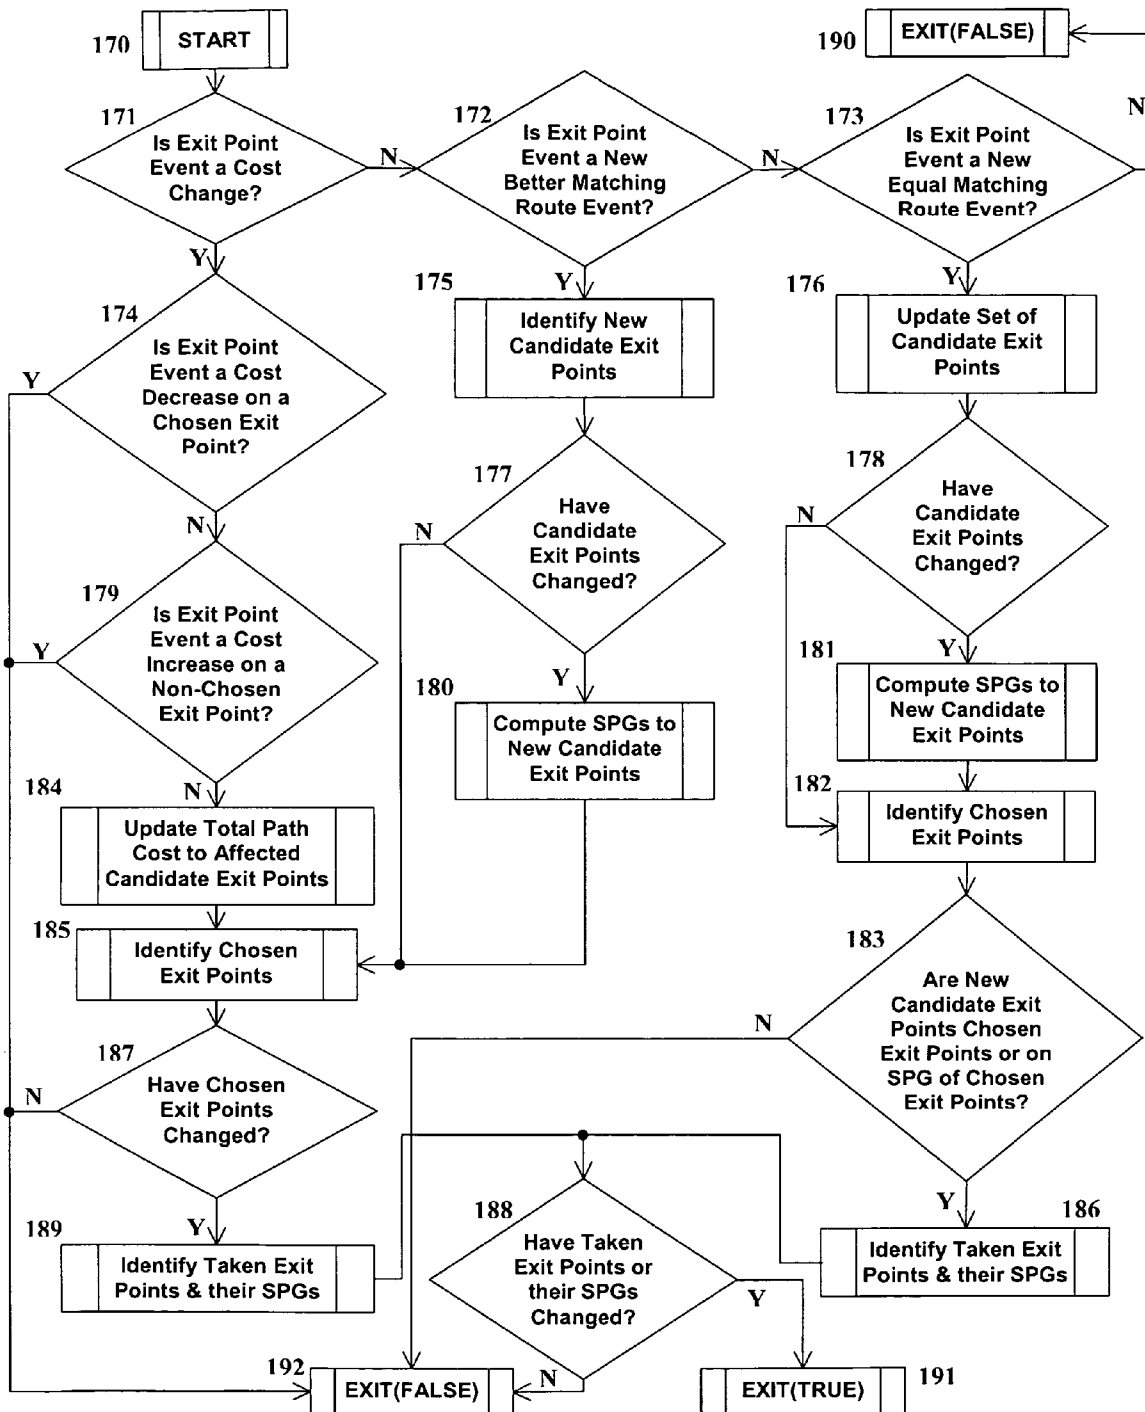 170
START
190
EXIT(FALSE)
171
Is Exit Point
Event a Cost
Change?
N
172
Is Exit Point
Event a New
Better Matching
Route Event?
N
173
Is Exit Point
Event a New
Equal Matching
Route Event?
N
Y
174
Is Exit Point
Event a Cost
Decrease on a
Chosen Exit
Point?
Y
N
Y
175
Identify New
Candidate Exit
Points
Y
176
Update Set of
Candidate Exit
Points
177
Have
Candidate
Exit Points
Changed?
N
Y
178
Have
Candidate
Exit Points
Changed?
N
Y
179
Is Exit Point
Event a Cost
Increase on a
Non-Chosen
Exit Point?
Y
N
180
Compute SPGs to
New Candidate
Exit Points
181
Compute SPGs to
New Candidate
Exit Points
182
Identify Chosen
Exit Points
184
Update Total Path
Cost to Affected
Candidate Exit Points
185
Identify Chosen
Exit Points
183
Are New
Candidate Exit
Points Chosen
Exit Points or on
SPG of Chosen
Exit Points?
N
Y
187
Have Chosen
Exit Points
Changed?
N
Y
189
Identify Taken Exit
Points & their SPGs
188
Have Taken
Exit Points or
their SPGs
Changed?
Y
N
186
Identify Taken Exit
Points & their SPGs
192
EXIT(FALSE)
EXIT(TRUE)
191